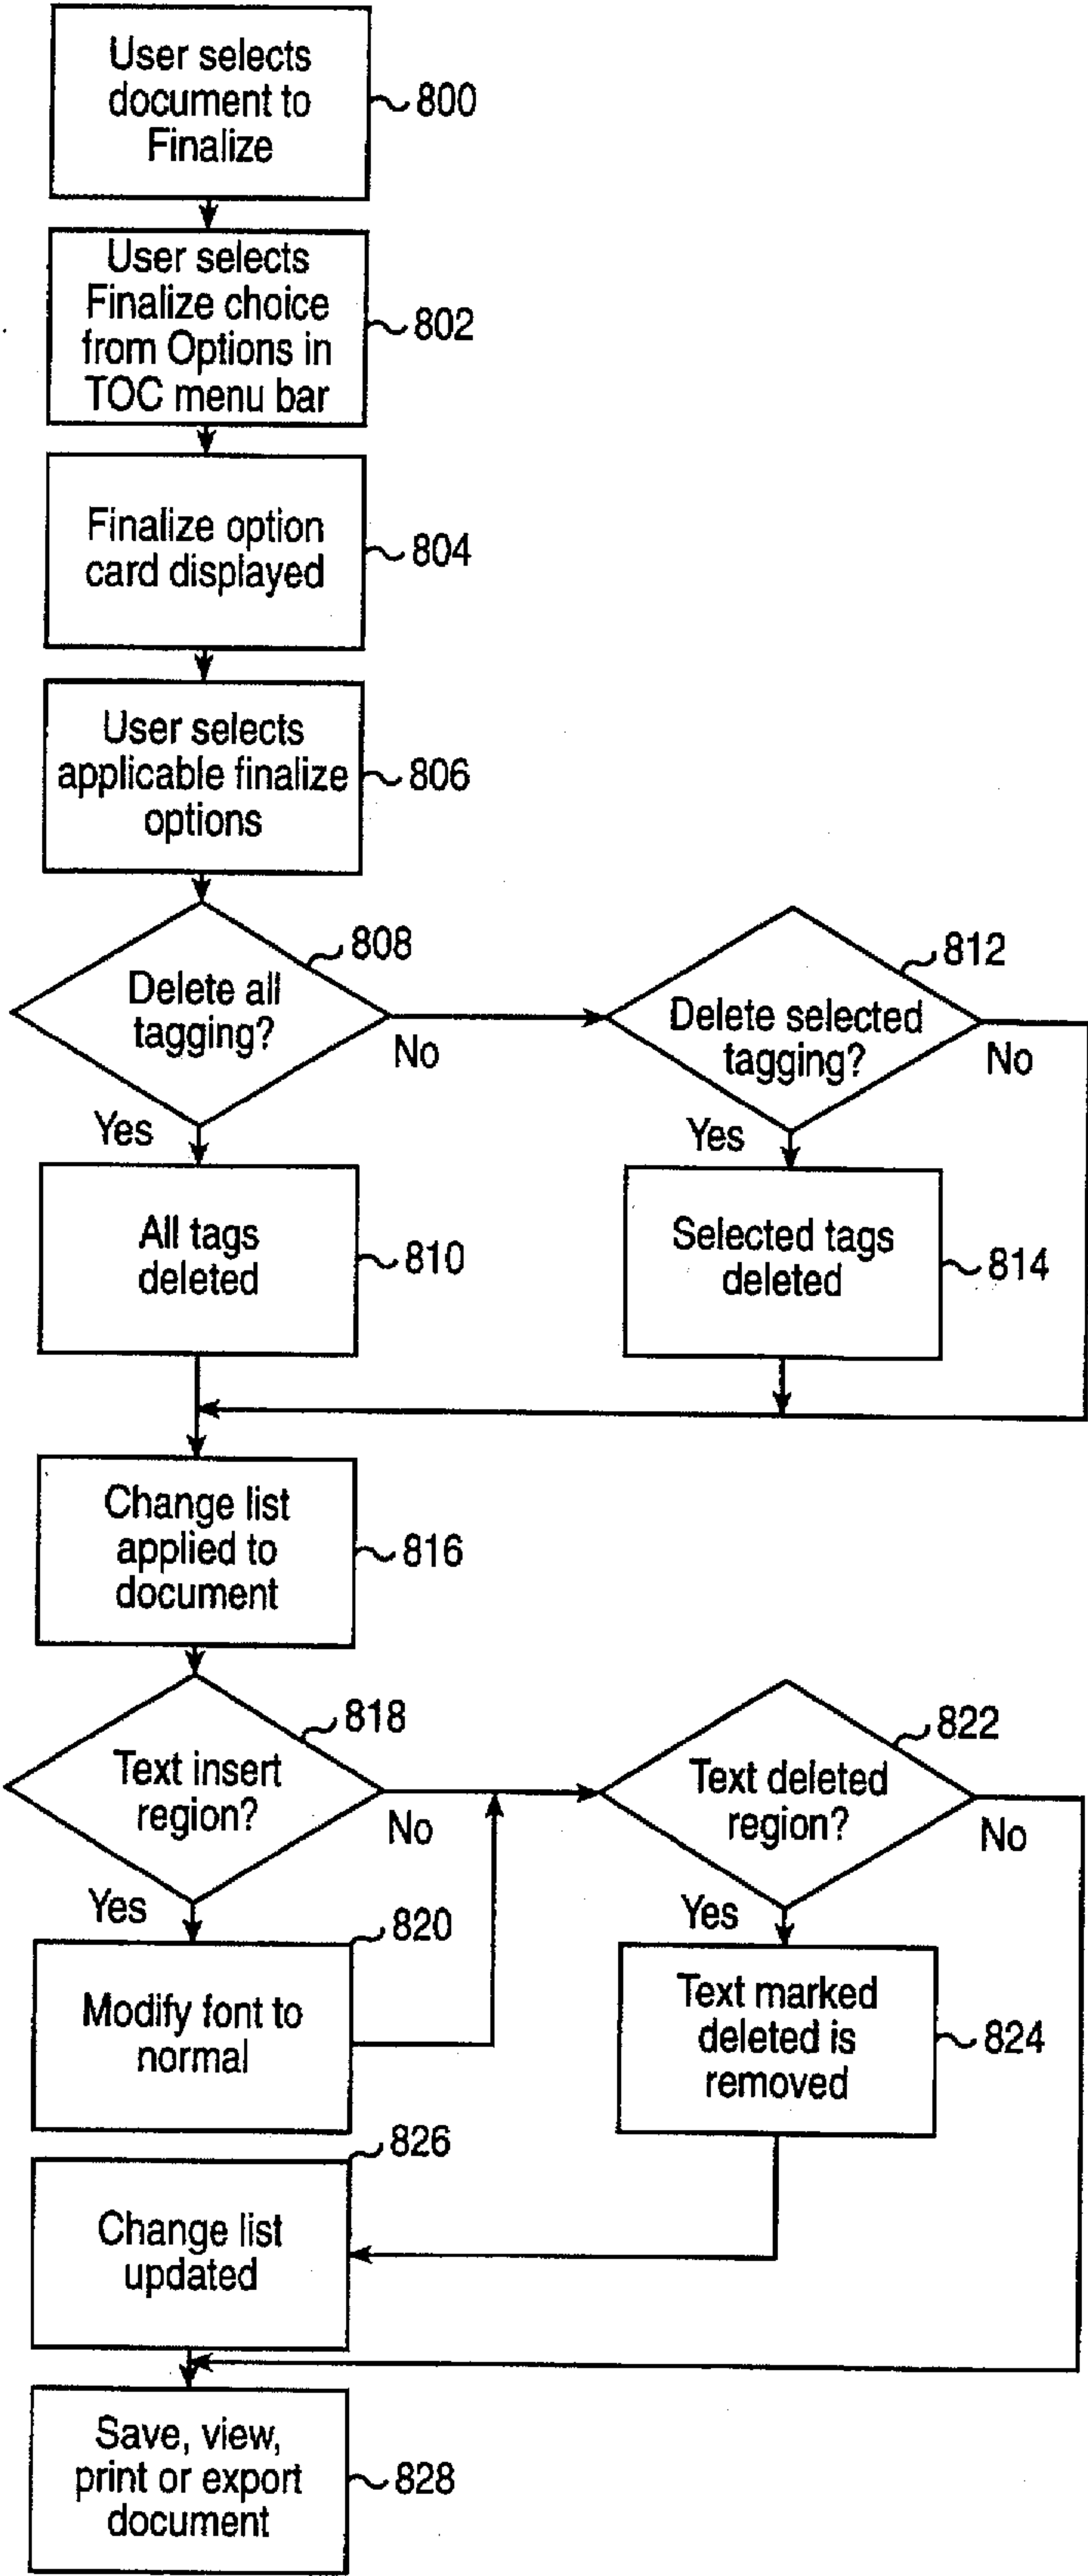 User selects
document to
Finalize
800
User selects
Finalize choice
from Options in
TOC menu bar
802
Finalize option
card displayed
804
User selects
applicable finalize
options
806
808
Delete all
tagging?
No
Yes
812
Delete selected
tagging?
No
Yes
All tags
deleted
810
Selected tags
deleted
814
Change list
applied to
document
816
818
Text insert
region?
No
Yes
822
Text deleted
region?
No
Yes
820
Modify font to
normal
Text marked
deleted is
removed
824
826
Change list
updated
Save, view,
print or export
document
828